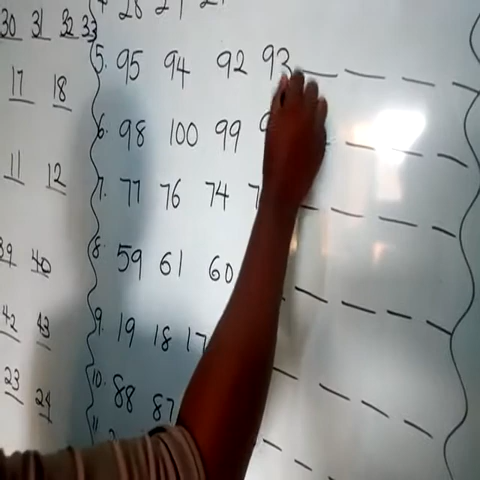 30 31 32 33
17 18
11 12
39 40
42 43
23 24
28
5. 95 94 92 93
6. 98 100 99
7. 77 76 74
8. 59 61 60
9. 19 18 17
10. 88 87
11